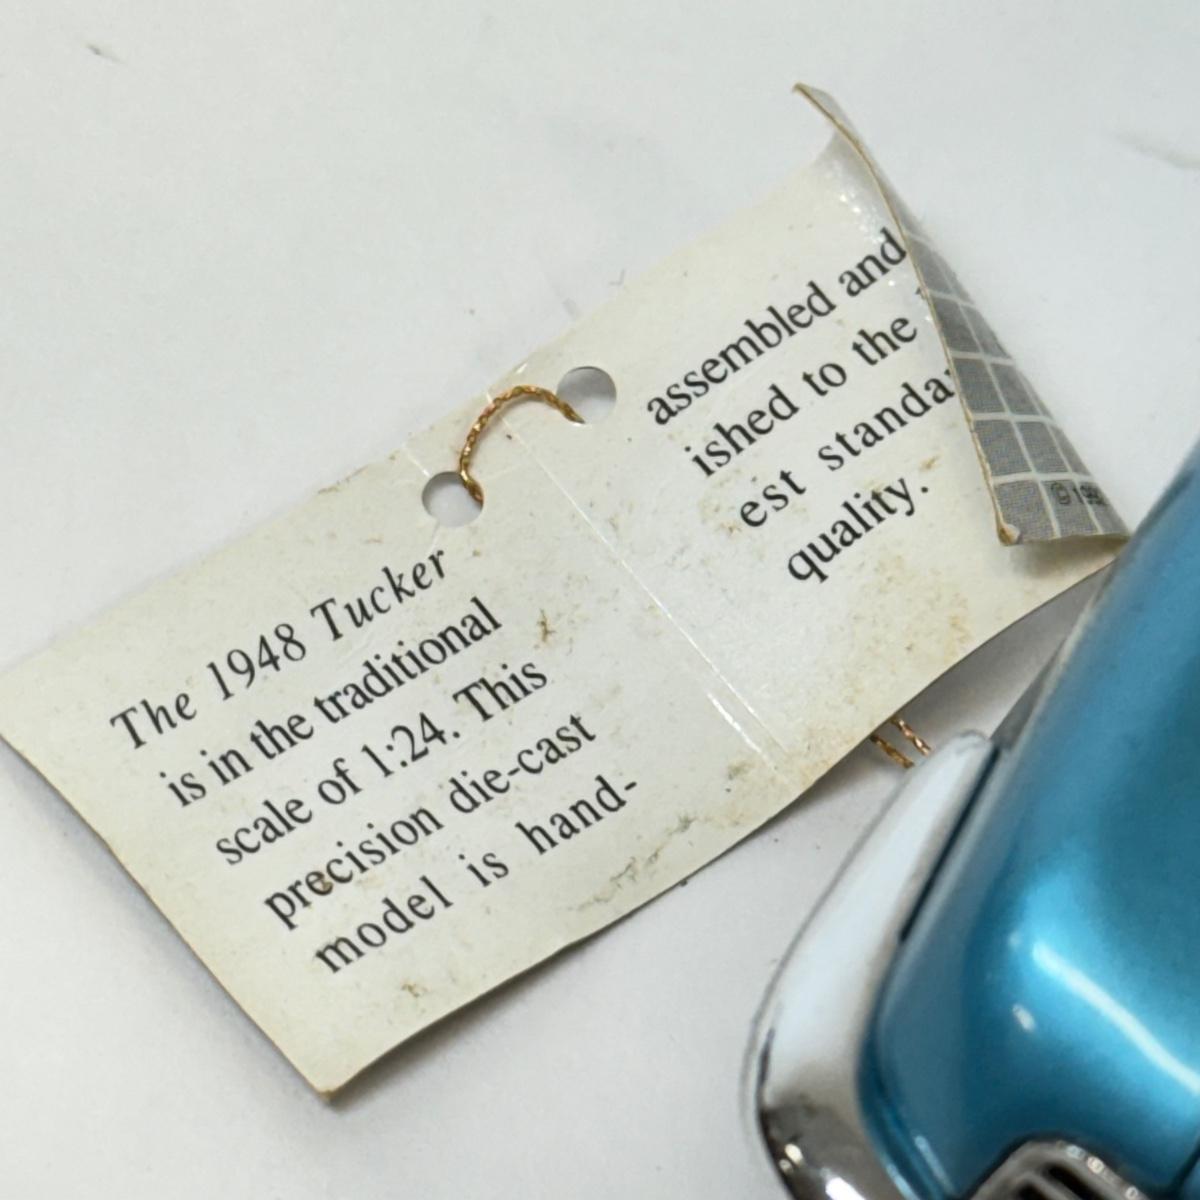 The 1948 Tucker
is in the traditional
scale of 1:24. This
precision die-cast
model is hand-
assembled and
ished to the
est
quality.